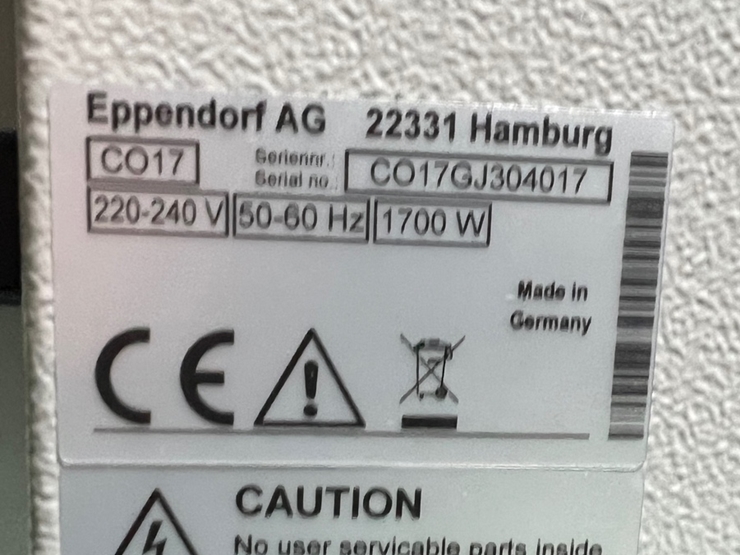 Eppendorf AG 22331 Hamburg
CO17 Seriennr.: Serial no.: CO17GJ304017
220-240 V 50-60 Hz 1700 W
Made in
Germany
CE
CAUTION
No user servicable parts inside